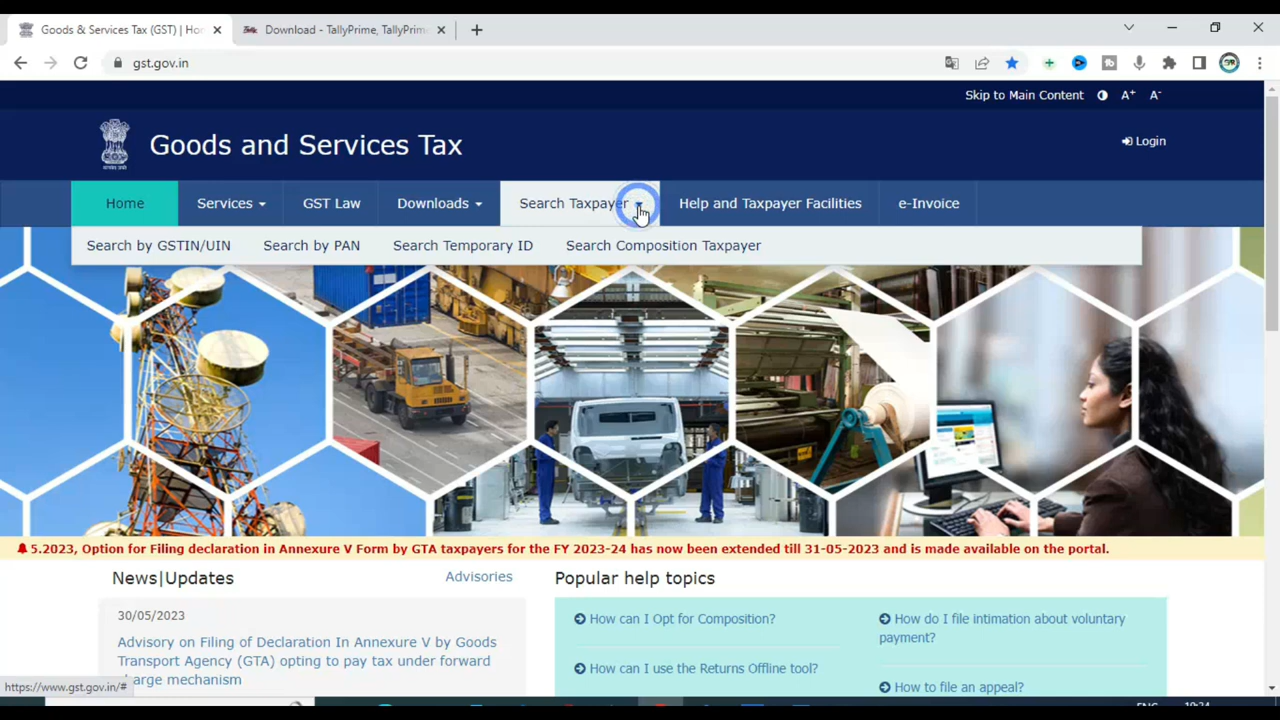 Goods & Services Tax (GST) | Ho
Download - TallyPrime, TallyPrime
gst.gov.in
Skip to Main Content A+ A-
Goods and Services Tax
Login
Home Services GST Law Downloads Search Taxpayer Help and Taxpayer Facilities e-Invoice
Search by GSTIN/UIN Search by PAN Search Temporary ID Search Composition Taxpayer
5.2023, Option for Filing declaration in Annexure V Form by GTA taxpayers for the FY 2023-24 has now been extended till 31-05-2023 and is made available on the portal.
News|Updates Advisories
30/05/2023
Advisory on Filing of Declaration In Annexure V by Goods
Transport Agency (GTA) opting to pay tax under forward
charge mechanism
Popular help topics
How can I Opt for Composition?
How can I use the Returns Offline tool?
How do I file intimation about voluntary
payment?
How to file an appeal?
https://www.gst.gov.in/#